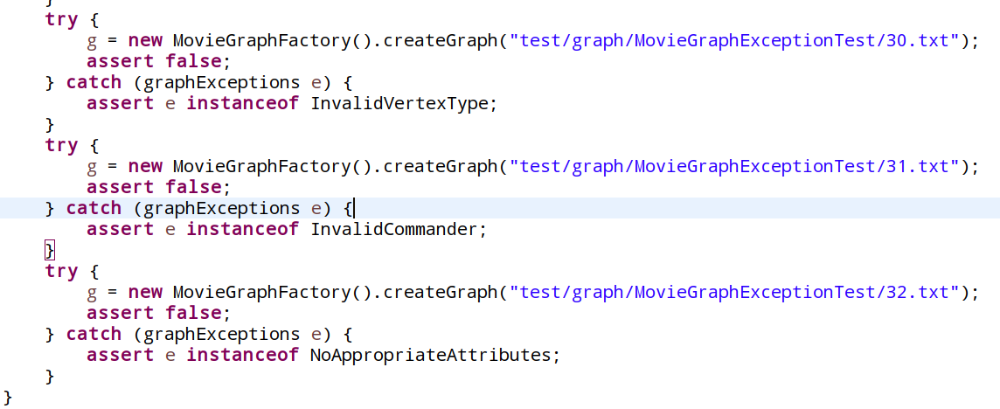 }
try {
g = new MovieGraphFactory().createGraph("test/graph/MovieGraphExceptionTest/30.txt");
assert false;
} catch (graphExceptions e) {
assert e instanceof InvalidVertexType;
}
try {
g = new MovieGraphFactory().createGraph("test/graph/MovieGraphExceptionTest/31.txt");
assert false;
} catch (graphExceptions e) {
assert e instanceof InvalidCommander;
}
try {
g = new MovieGraphFactory().createGraph("test/graph/MovieGraphExceptionTest/32.txt");
assert false;
} catch (graphExceptions e) {
assert e instanceof NoAppropriateAttributes;
}
}